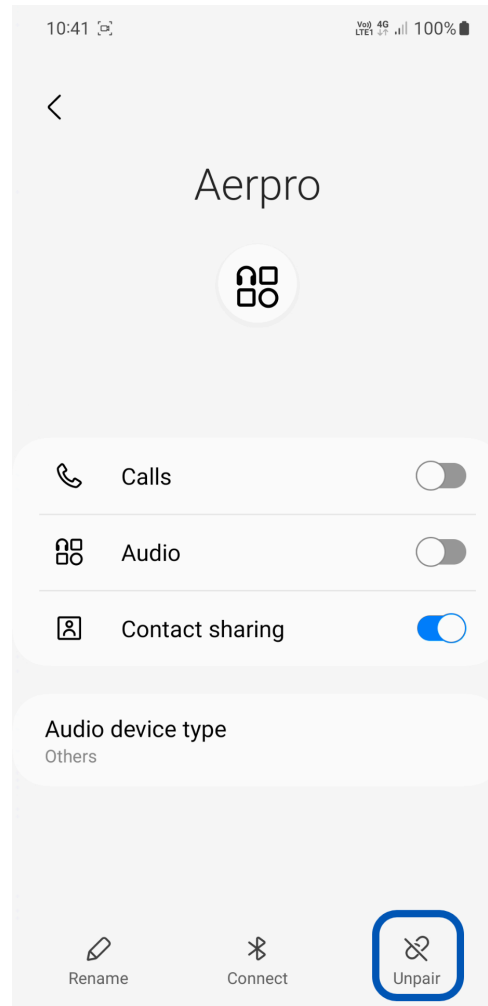 10:41 Vo) 4G LTE1 100%
Aerpro
Calls
Audio
Contact sharing
Audio device type
Others
Rename Connect Unpair